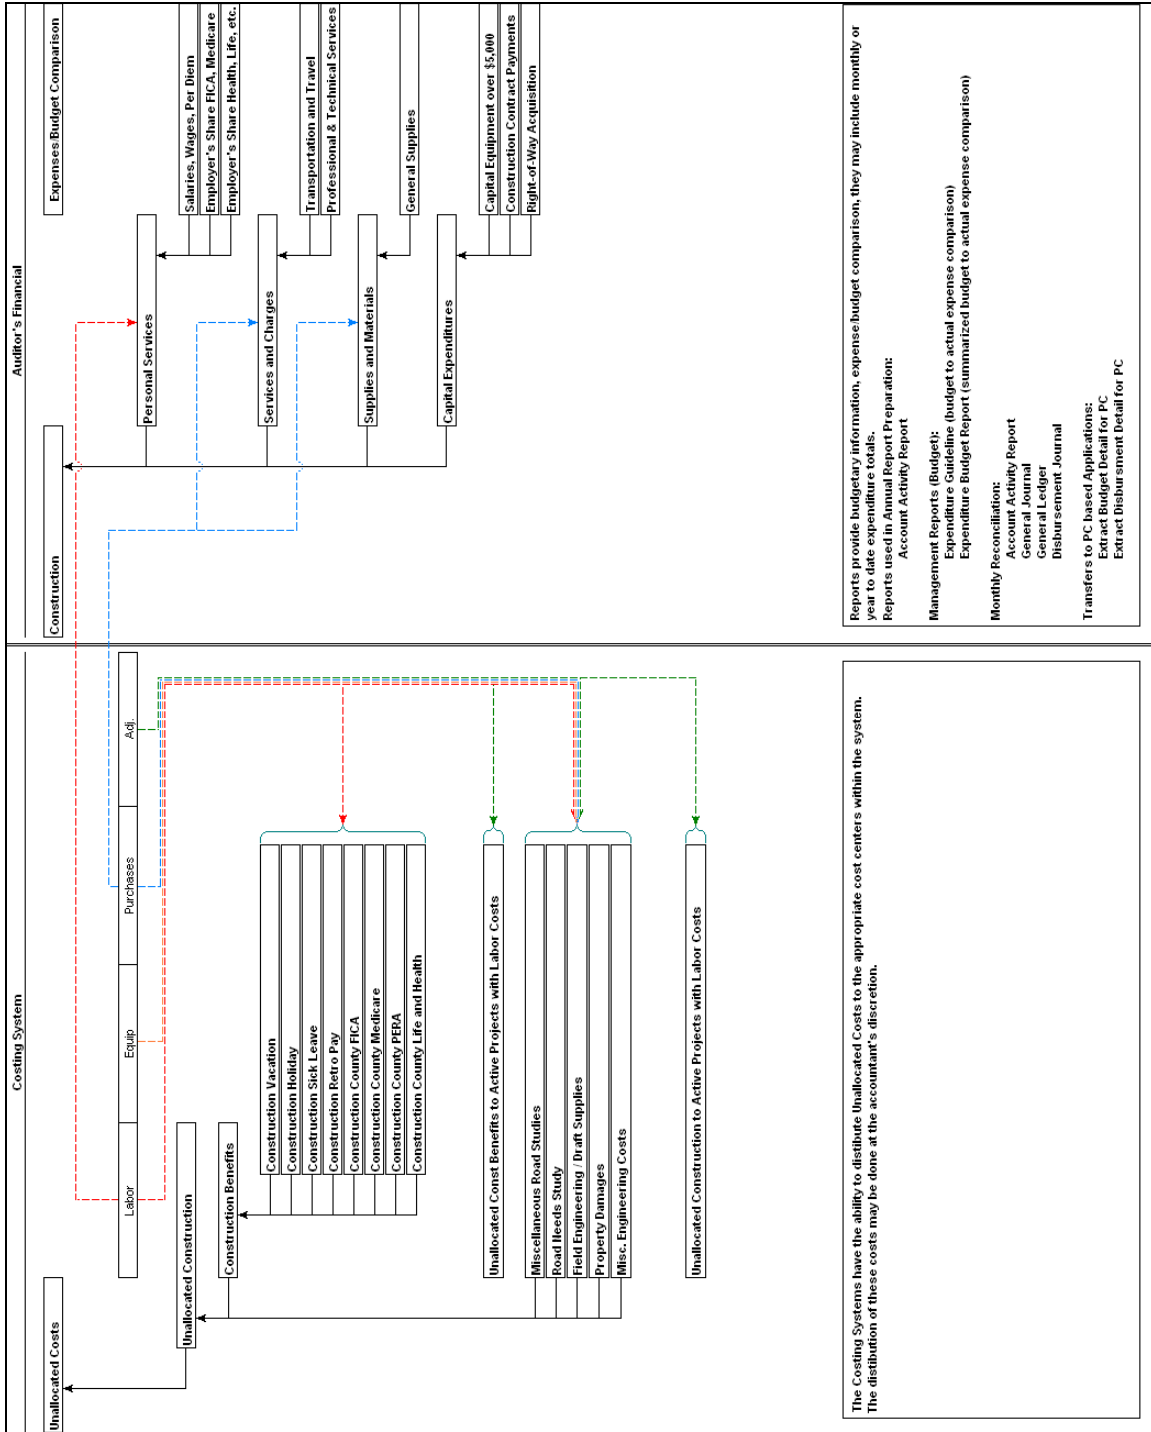 Costing System
Unallocated Costs
Labor
Equip
Purchases
Adj.
Unallocated Construction
Construction Benefits
Construction Vacation
Construction Holiday
Construction Sick Leave
Construction Retro Pay
Construction County FICA
Construction County Medicare
Construction County PERA
Construction County Life and Health
Unallocated Const Benefits to Active Projects with Labor Costs
Miscellaneous Road Studies
Road Needs Study
Field Engineering / Draft Supplies
Property Damages
Misc. Engineering Costs
Unallocated Construction to Active Projects with Labor Costs
The Costing Systems have the ability to distibute Unallocated Costs to the appropriate cost centers within the system.
The distibution of these costs may be done at the accountant's discretion.
Auditor's Financial
Construction
Expenses/Budget Comparison
Personal Services
Salaries, Wages, Per Diem
Employer's Share FICA, Medicare
Employer's Share Health, Life, etc.
Services and Charges
Transportation and Travel
Professional & Technical Services
Supplies and Materials
General Supplies
Capital Expenditures
Capital Equipment over $5,000
Construction Contract Payments
Right-of-Way Acquisition
Reports provide budgetary information, expense/budget comparison, they may include monthly or
year to date expenditure totals.
Reports used in Annual Report Preparation:
Account Activity Report
Management Reports (Budget):
Expenditure Guideline (budget to actual expense comparison)
Expenditure Budget Report (summarized budget to actual expense comparison)
Monthly Reconciliation:
Account Activity Report
General Journal
General Ledger
Disbursement Journal
Transfers to PC based Applications:
Extract Budget Detail for PC
Extract Disbursment Detail for PC